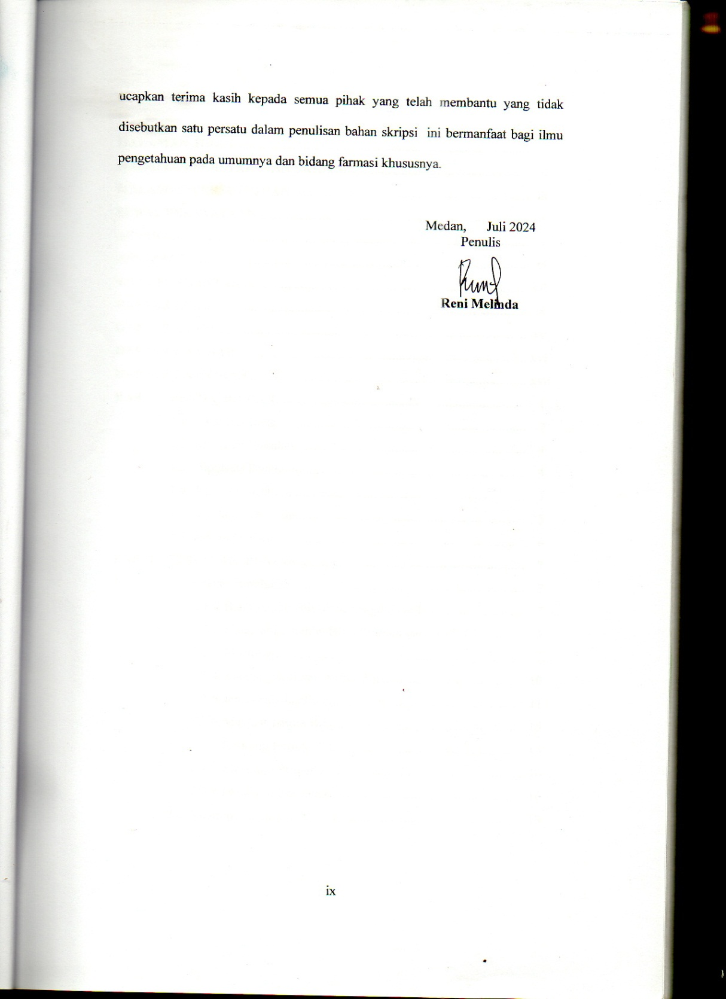 ucapkan terima kasih kepada semua pihak yang telah membantu yang tidak
disebutkan satu persatu dalam penulisan bahan skripsi ini bermanfaat bagi ilmu
pengetahuan pada umumnya dan bidang farmasi khususnya.
Medan, Juli 2024
Penulis
Reni Melinda
ix